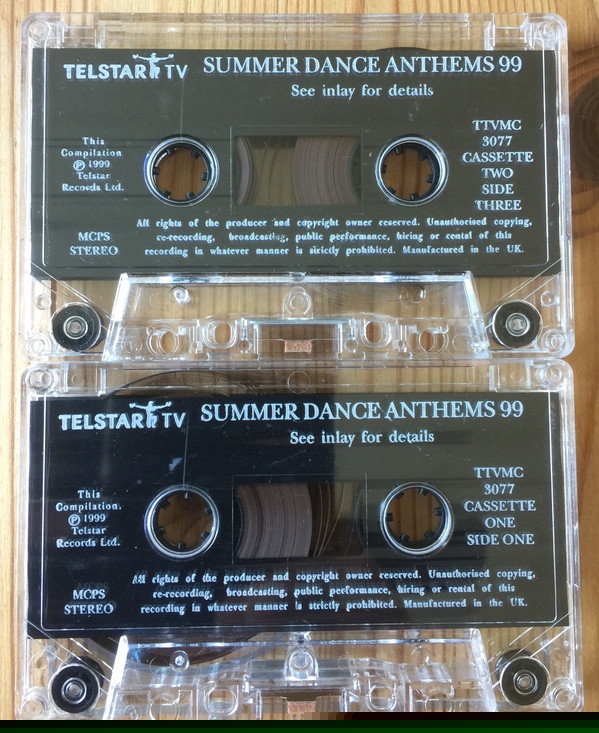 TELSTAR TV SUMMER DANCE ANTHEMS 99
See inlay for details
This
Compilation
℗ 1999
Telstar
Records Ltd.
MCPS
STEREO
TTVMC
3077
CASSETTE
TWO
SIDE
THREE
All rights of the producer and copyright owner reserved. Unauthorised copying,
re-recording, broadcasting, public performance, hiring or rental of this
recording in whatever manner is strictly prohibited. Manufactured in the UK.
TELSTAR TV SUMMER DANCE ANTHEMS 99
See inlay for details
This
Compilation.
℗ 1999
Telstar
Records Ltd.
MCPS
STEREO
TTVMC
3077
CASSETTE
ONE
SIDE ONE
All rights of the producer and copyright owner reserved. Unauthorised copying,
re-recording, broadcasting, public performance, hiring or rental of this
recording in whatever manner is strictly prohibited. Manufactured in the UK.